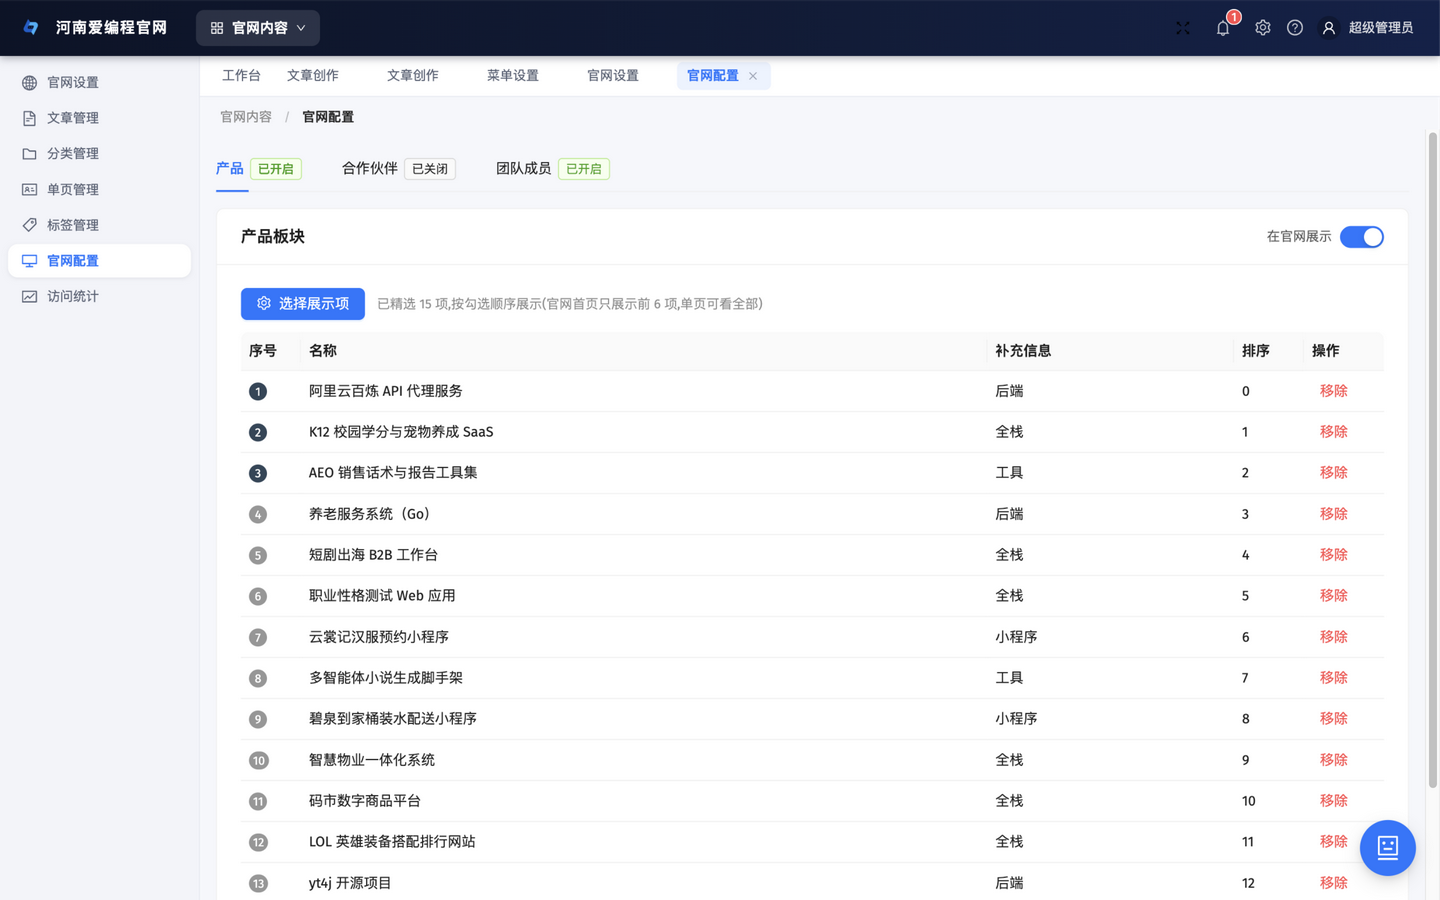 河南爱编程官网
官网内容
1
超级管理员
官网设置
文章管理
分类管理
单页管理
标签管理
官网配置
访问统计
工作台 文章创作 文章创作 菜单设置 官网设置 官网配置
官网内容 / 官网配置
产品 已开启 合作伙伴 已关闭 团队成员 已开启
产品板块 在官网展示
选择展示项 已精选 15 项,按勾选顺序展示(官网首页只展示前 6 项,单页可看全部)
序号 名称 补充信息 排序 操作
1 阿里云百炼 API 代理服务 后端 0 移除
2 K12 校园学分与宠物养成 SaaS 全栈 1 移除
3 AEO 销售话术与报告工具集 工具 2 移除
4 养老服务系统（Go） 后端 3 移除
5 短剧出海 B2B 工作台 全栈 4 移除
6 职业性格测试 Web 应用 全栈 5 移除
7 云裳记汉服预约小程序 小程序 6 移除
8 多智能体小说生成脚手架 工具 7 移除
9 碧泉到家桶装水配送小程序 小程序 8 移除
10 智慧物业一体化系统 全栈 9 移除
11 码市数字商品平台 全栈 10 移除
12 LOL 英雄装备搭配排行网站 全栈 11 移除
13 yt4j 开源项目 后端 12 移除